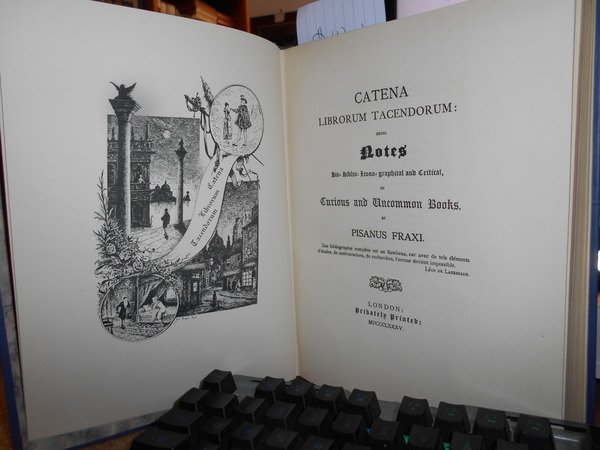 Catena
Librorum
Tacendorum
CATENA
LIBRORUM TACENDORUM:
BEING
Notes
Bio- Biblio- Icono- graphical and Critical,
ON
Curious and Uncommon Books.
BY
PISANUS FRAXI.
Une bibliographie complète est un flambeau, car avec de tels éléments
d'études, de confrontations, de recherches, l'erreur devient impossible.
LÉON DE LABESSADE.
LONDON:
Privately Printed:
MDCCCLXXXV.